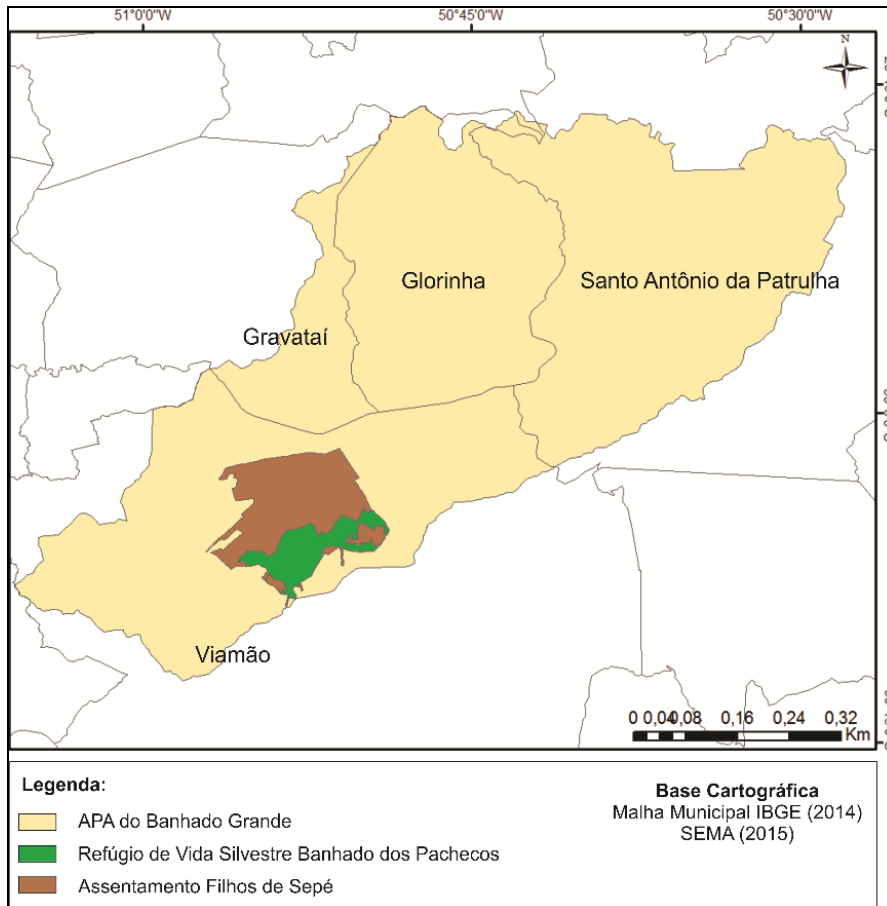 51°0'0"W 50°45'0"W 50°30'0"W
N
Glorinha
Santo Antônio da Patrulha
Gravataí
Viamão
0 0,04 0,08 0,16 0,24 0,32
Km
Legenda:
APA do Banhado Grande
Refúgio de Vida Silvestre Banhado dos Pachecos
Assentamento Filhos de Sepé
Base Cartográfica
Malha Municipal IBGE (2014)
SEMA (2015)